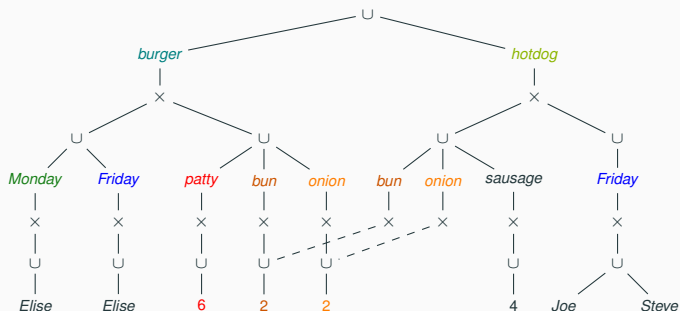 ∪
burger hotdog
× ×
∪ ∪ ∪ ∪
Monday Friday patty bun onion bun onion sausage Friday
× × × × × × × × ×
∪ ∪ ∪ ∪ ∪ ∪ ∪
Elise Elise 6 2 2 4 Joe Steve